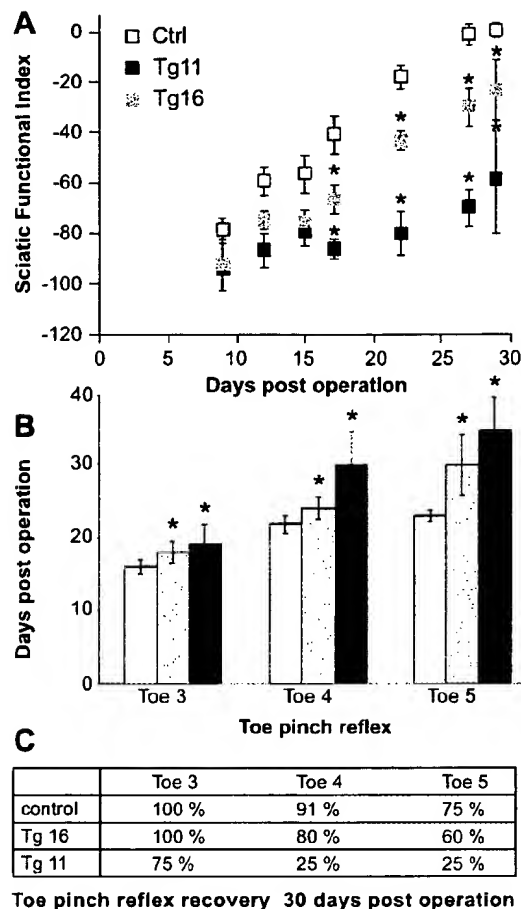 A
Sciatic Functional Index
0
-20
-40
-60
-80
-100
-120
Ctrl
Tg11
Tg16
* * * *
* * * *
0 5 10 15 20 25 30
Days post operation
B
Days post operation
40
30
20
10
0
* * * * * *
Toe 3 Toe 4 Toe 5
Toe pinch reflex
C
Toe 3 Toe 4 Toe 5
control 100 % 91 % 75 %
Tg 16 100 % 80 % 60 %
Tg 11 75 % 25 % 25 %
Toe pinch reflex recovery 30 days post operation